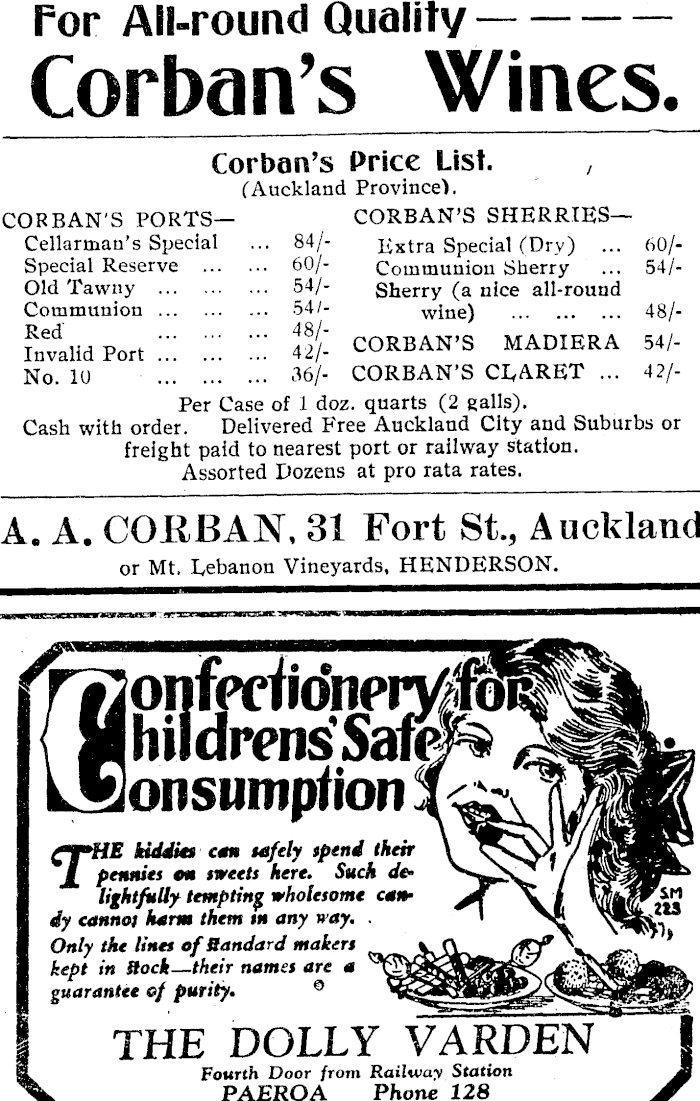 For All-round Quality — — — — —
Corban's Wines.
Corban's Price List.
(Auckland Province).
CORBAN'S PORTS—
Cellarman's Special ... 84/-
Special Reserve ... ... 60/-
Old Tawny ... ... ... 54/-
Communion ... ... ... 54/-
Red ... ... ... 48/-
Invalid Port ... ... ... 42/-
No. 10 ... ... ... 36/-
CORBAN'S SHERRIES—
Extra Special (Dry) ... 60/-
Communion Sherry ... 54/-
Sherry (a nice all-round
wine) ... ... ... 48/-
CORBAN'S MADIERA 54/-
CORBAN'S CLARET ... 42/-
Per Case of 1 doz. quarts (2 galls).
Cash with order. Delivered Free Auckland City and Suburbs or
freight paid to nearest port or railway station.
Assorted Dozens at pro rata rates.
A. A. CORBAN, 31 Fort St., Auckland
or Mt. Lebanon Vineyards, HENDERSON.
Confectionery for
Childrens' Safe
Consumption
THE kiddies can safely spend their
pennies on sweets here. Such de-
lightfully tempting wholesome can-
dy cannot harm them in any way.
Only the lines of standard makers
kept in stock—their names are a
guarantee of purity.
S.M
223
THE DOLLY VARDEN
Fourth Door from Railway Station
PAEROA Phone 128